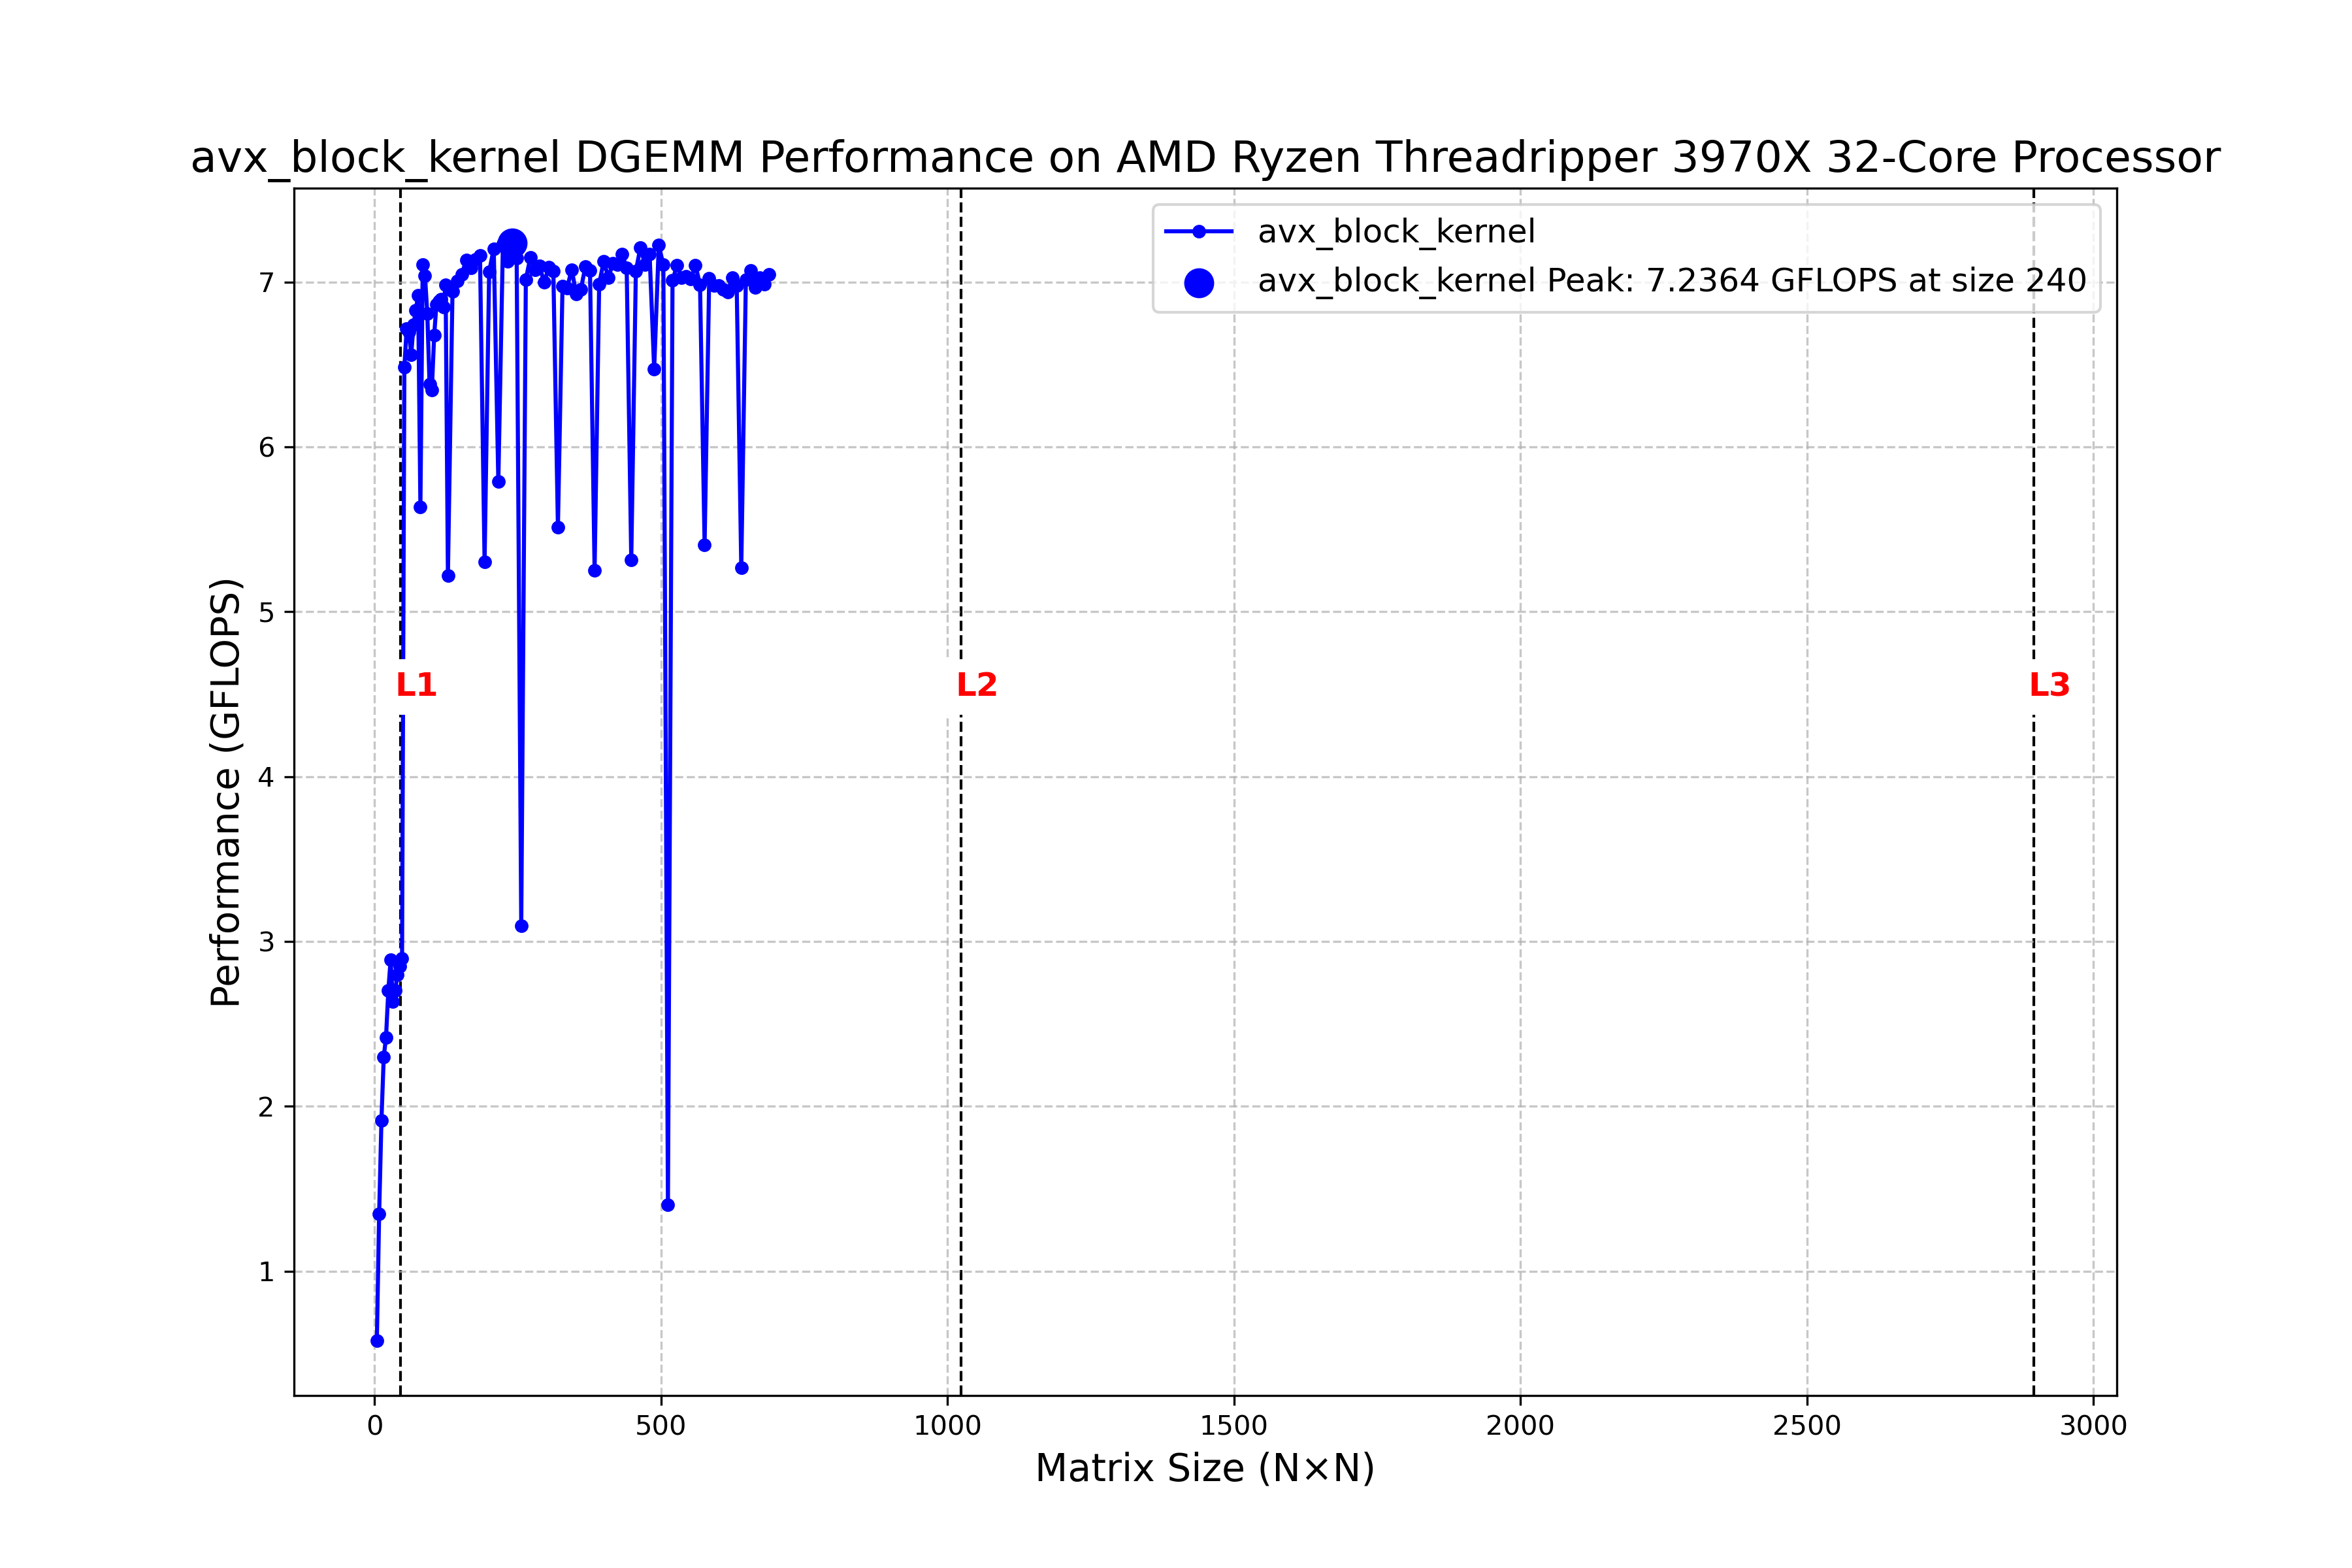 avx_block_kernel DGEMM Performance on AMD Ryzen Threadripper 3970X 32-Core Processor
avx_block_kernel
avx_block_kernel Peak: 7.2364 GFLOPS at size 240
7
6
5
4
3
2
1
Performance (GFLOPS)
L1
L2
L3
0
500
1000
1500
2000
2500
3000
Matrix Size (N×N)